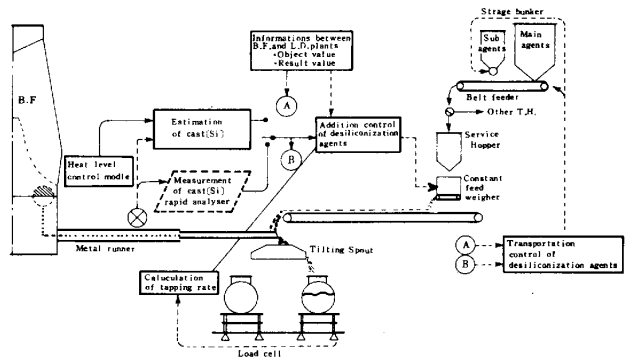 Strage bunker
Sub
agents
Main
agents
Informations between
B.F.and L.D.plants
-Object value
-Result value
B.F
A
Belt feeder
Other T.H.
Estimation
of cast(Si)
Addition control
of desiliconization
agents
B
Service
Hopper
Heat level
control modle
Measurement
of cast(Si)
rapid analyser
Constant
feed
weigher
Metal runner
Tilting Spout
A
B
Transportation
control of
desiliconization agents
Caluculation
of tapping rate
Load cell